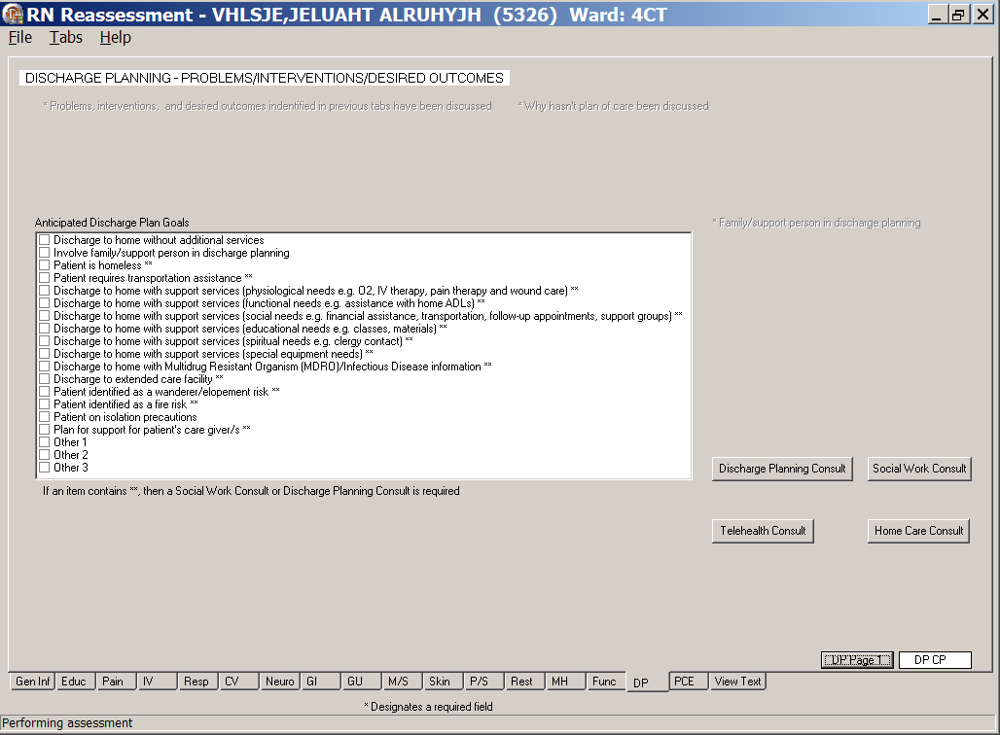 RN Reassessment - VHLSJE,JELUAHT ALRUHYJH (5326) Ward: 4CT
File Tabs Help
DISCHARGE PLANNING - PROBLEMS/INTERVENTIONS/DESIRED OUTCOMES
* Problems, interventions, and desired outcomes indentified in previous tabs have been discussed * Why hasn't plan of care been discussed
Anticipated Discharge Plan Goals * Family/support person in discharge planning
Discharge to home without additional services
Involve family/support person in discharge planning
Patient is homeless **
Patient requires transportation assistance **
Discharge to home with support services (physiological needs e.g. O2, IV therapy, pain therapy and wound care) **
Discharge to home with support services (functional needs e.g. assistance with home ADLs) **
Discharge to home with support services (social needs e.g. financial assistance, transportation, follow-up appointments, support groups) **
Discharge to home with support services (educational needs e.g. classes, materials) **
Discharge to home with support services (spiritual needs e.g. clergy contact) **
Discharge to home with support services (special equipment needs) **
Discharge to home with Multidrug Resistant Organism (MDRO)/Infectious Disease information **
Discharge to extended care facility **
Patient identified as a wanderer/elopement risk **
Patient identified as a fire risk **
Patient on isolation precautions
Plan for support for patient's care giver/s **
Other 1
Other 2
Other 3
Discharge Planning Consult Social Work Consult
If an item contains **, then a Social Work Consult or Discharge Planning Consult is required
Telehealth Consult Home Care Consult
DP Page 1 DP CP
Gen Inf Educ Pain IV Resp CV Neuro GI GU M/S Skin P/S Rest MH Func DP PCE View Text
* Designates a required field
Performing assessment